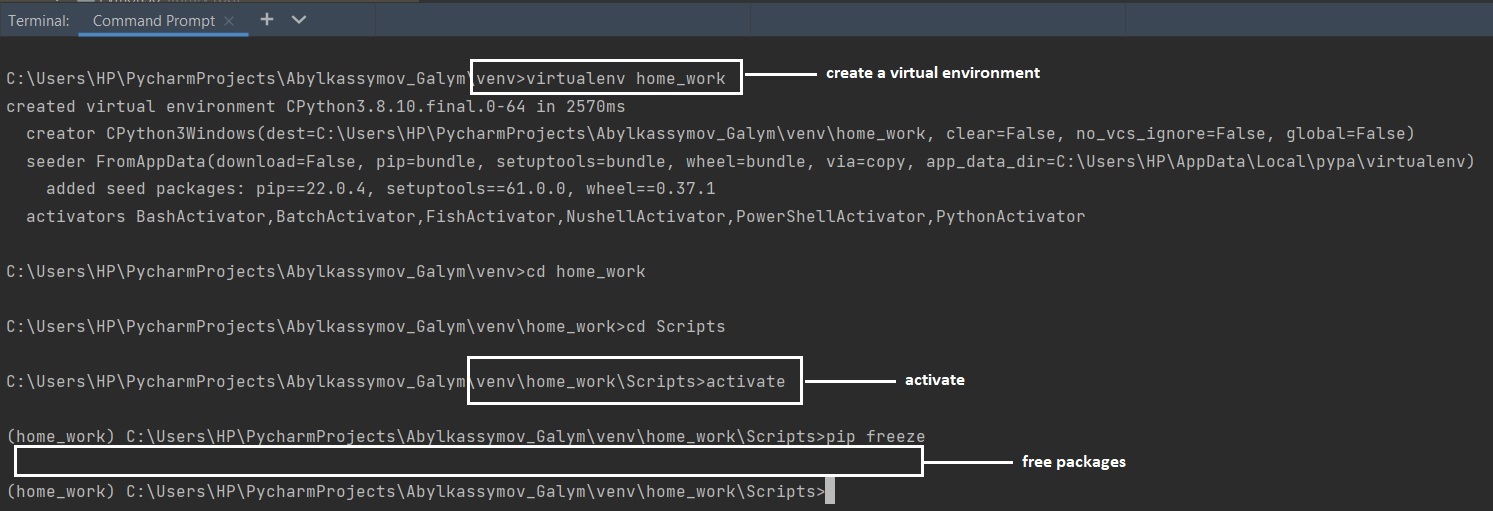 Terminal: Command Prompt × +
C:\Users\HP\PycharmProjects\Abylkassymov_Galym\venv>virtualenv home_work create a virtual environment
created virtual environment CPython3.8.10.final.0-64 in 2570ms
creator CPython3Windows(dest=C:\Users\HP\PycharmProjects\Abylkassymov_Galym\venv\home_work, clear=False, no_vcs_ignore=False, global=False)
seeder FromAppData(download=False, pip=bundle, setuptools=bundle, wheel=bundle, via=copy, app_data_dir=C:\Users\HP\AppData\Local\pypa\virtualenv)
added seed packages: pip==22.0.4, setuptools==61.0.0, wheel==0.37.1
activators BashActivator,BatchActivator,FishActivator,NushellActivator,PowerShellActivator,PythonActivator
C:\Users\HP\PycharmProjects\Abylkassymov_Galym\venv>cd home_work
C:\Users\HP\PycharmProjects\Abylkassymov_Galym\venv\home_work>cd Scripts
C:\Users\HP\PycharmProjects\Abylkassymov_Galym\venv\home_work\Scripts>activate activate
(home_work) C:\Users\HP\PycharmProjects\Abylkassymov_Galym\venv\home_work\Scripts>pip freeze
free packages
(home_work) C:\Users\HP\PycharmProjects\Abylkassymov_Galym\venv\home_work\Scripts>